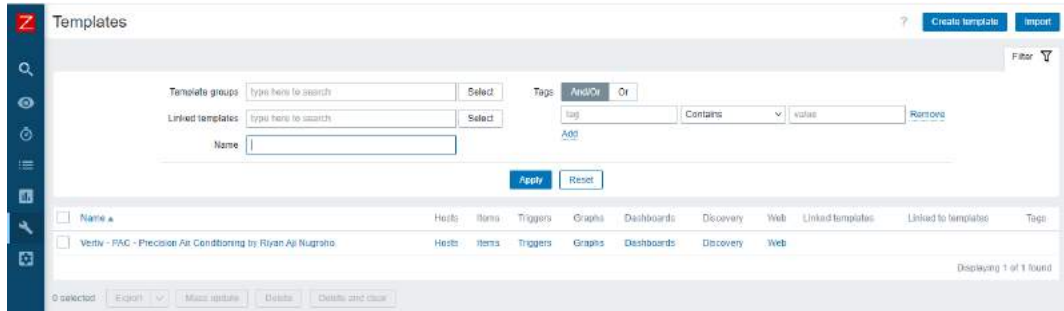 Z
Templates ? Create template Import
Filter
Template groups type here to search Select Tags And/Or Or
Linked templates type here to search Select tag Contains value Remove
Name Add
Apply Reset
Name Hosts Items Triggers Graphs Dashboards Discovery Web Linked templates Linked to templates Tags
Vertiv - PAC - Precision Air Conditioning by Riyan Aji Nugroho Hosts Items Triggers Graphs Dashboards Discovery Web
Displaying 1 of 1 found
0 selected Export Mass update Delete Delete and clear